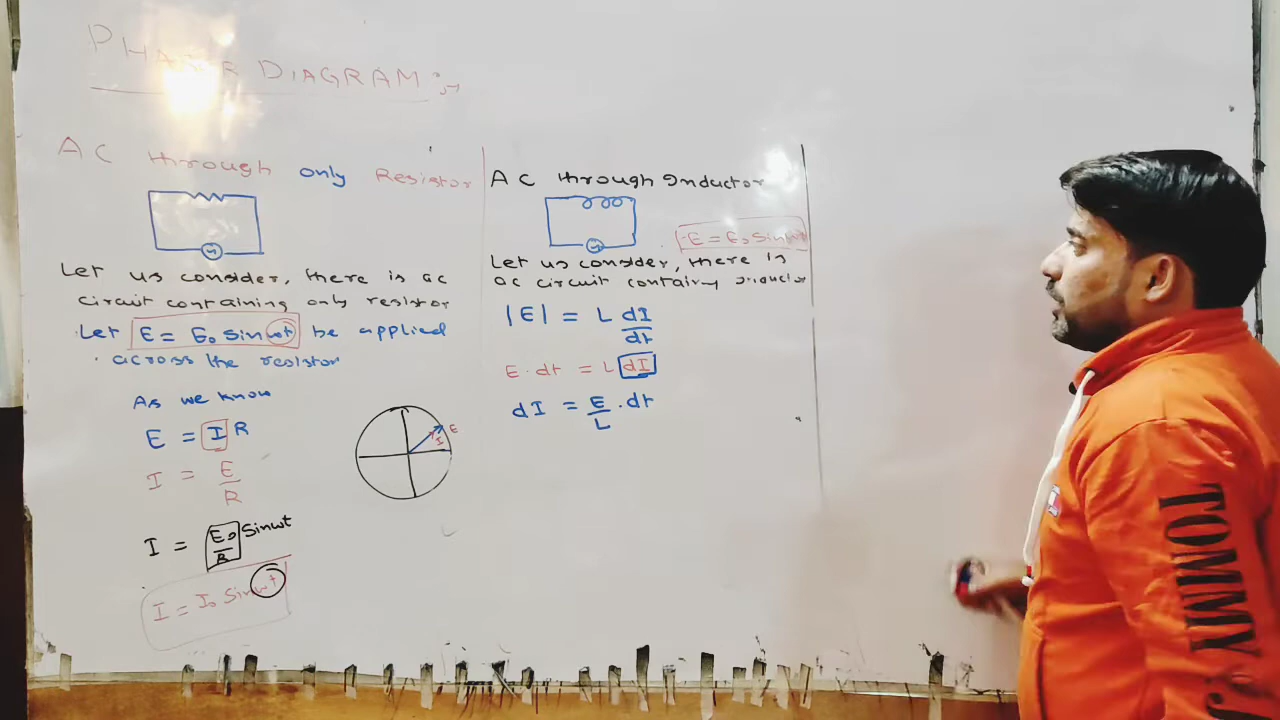 PHASOR DIAGRAM :-
AC through only Resistor
Let us consider, there is ac
circuit containing only resistor
Let E = E₀ sinωt be applied
across the resistor
As we know
E = I R
I = E/R
I = E₀/R Sinωt
I = I₀ Sinωt
E
I
AC through Inductor
E = E₀ Sinωt
Let us consider, there is
ac circuit containing inductor
|E| = L dI/dt
E · dt = L dI
dI = E/L · dt
TOMMY